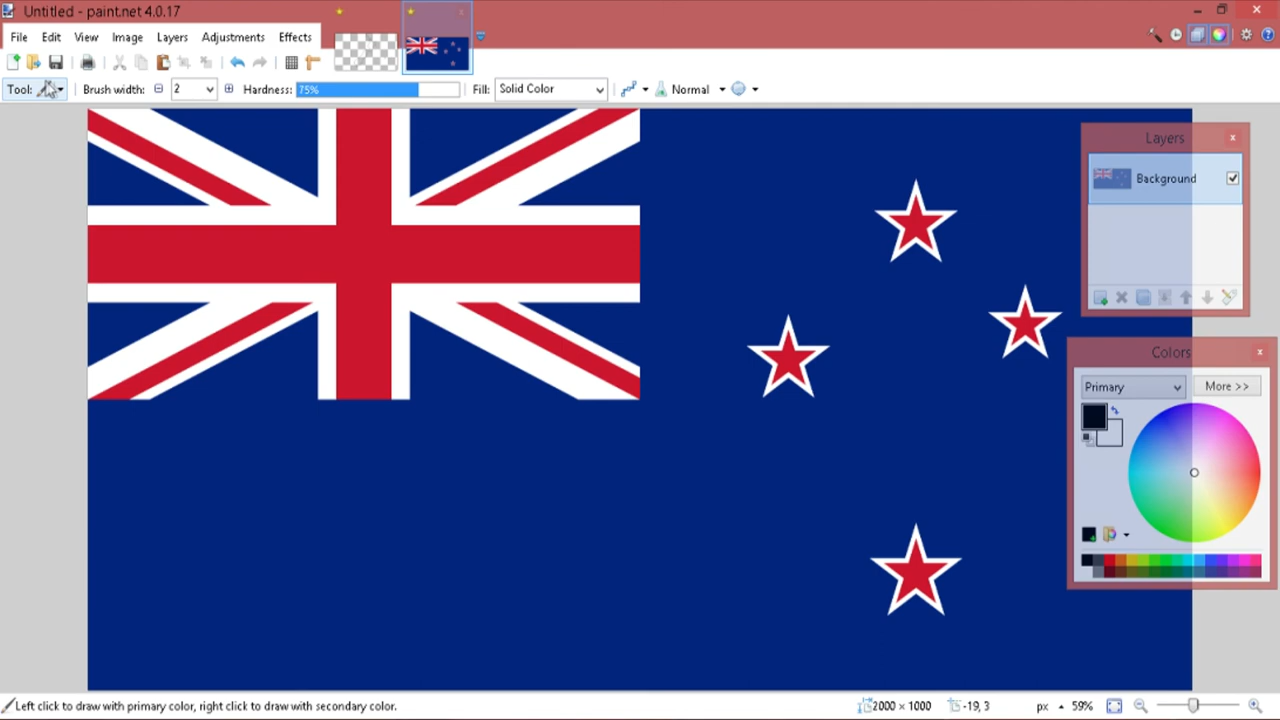 Untitled - paint.net 4.0.17
File Edit View Image Layers Adjustments Effects
Tool: Brush width: 2 Hardness: 75% Fill: Solid Color Normal
Layers
Background
Colors
Primary More >>
Left click to draw with primary color, right click to draw with secondary color. 2000 × 1000 -19, 3 px 59%